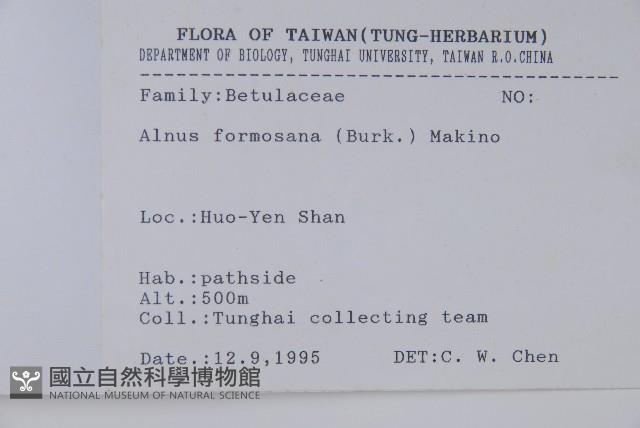 FLORA OF TAIWAN(TUNG-HERBARIUM)
DEPARTMENT OF BIOLOGY, TUNGHAI UNIVERSITY, TAIWAN R.O.CHINA
Family:Betulaceae NO:
Alnus formosana (Burk.) Makino
Loc.:Huo-Yen Shan
Hab.:pathside
Alt.:500m
Coll.:Tunghai collecting team
Date.:12.9,1995 DET:C. W. Chen
國立自然科學博物館
NATIONAL MUSEUM OF NATURAL SCIENCE